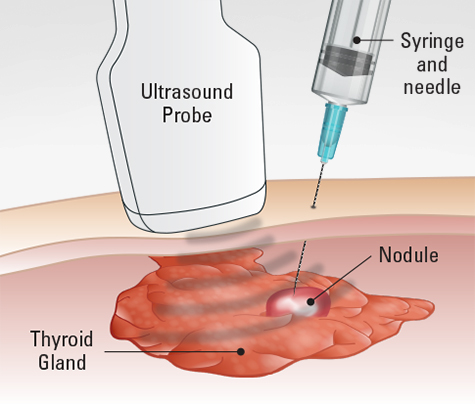 Syringe
and
needle
Ultrasound
Probe
Nodule
Thyroid
Gland